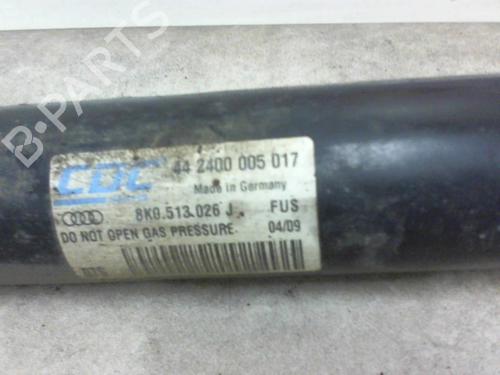 B-PARTS
CDC 44 2400 005 017
Made in Germany
8K0.513.026 J FUS
DO NOT OPEN GAS PRESSURE. 04/09